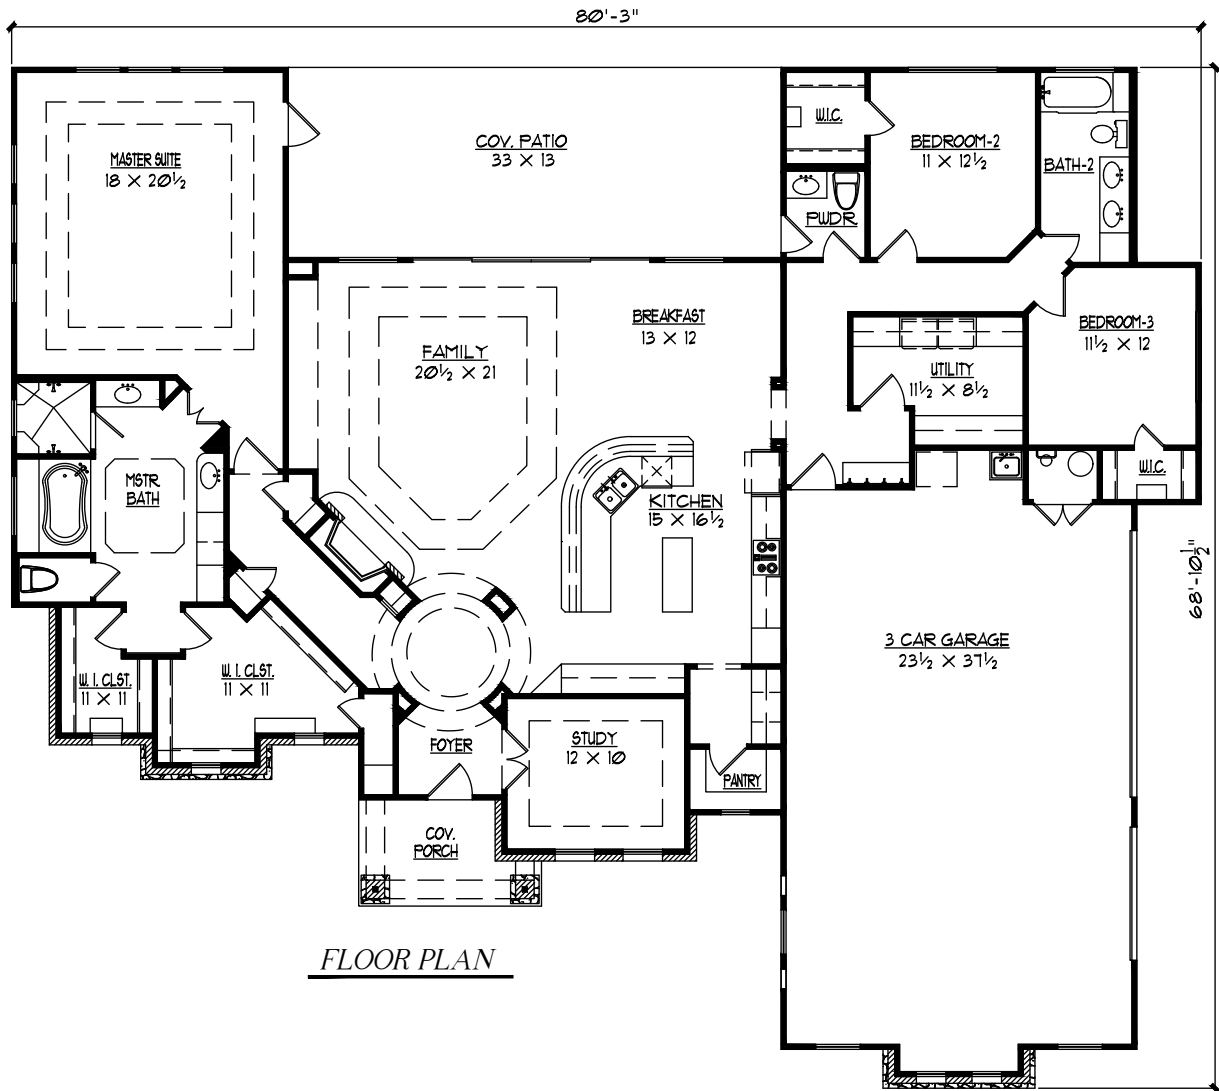 80'-3"
COV. PATIO
33 X 13
MASTER SUITE
18 X 20½
W.I.C.
BEDROOM-2
11 X 12½
BATH-2
PWDR
BREAKFAST
13 X 12
FAMILY
20½ X 21
BEDROOM-3
11½ X 12
UTILITY
11½ X 8½
W.I.C.
MSTR
BATH
KITCHEN
15 X 16½
68'-10½"
3 CAR GARAGE
23½ X 37½
W. I. CLST.
11 X 11
W. I. CLST.
11 X 11
FOYER
STUDY
12 X 10
PANTRY
COV.
PORCH
FLOOR PLAN